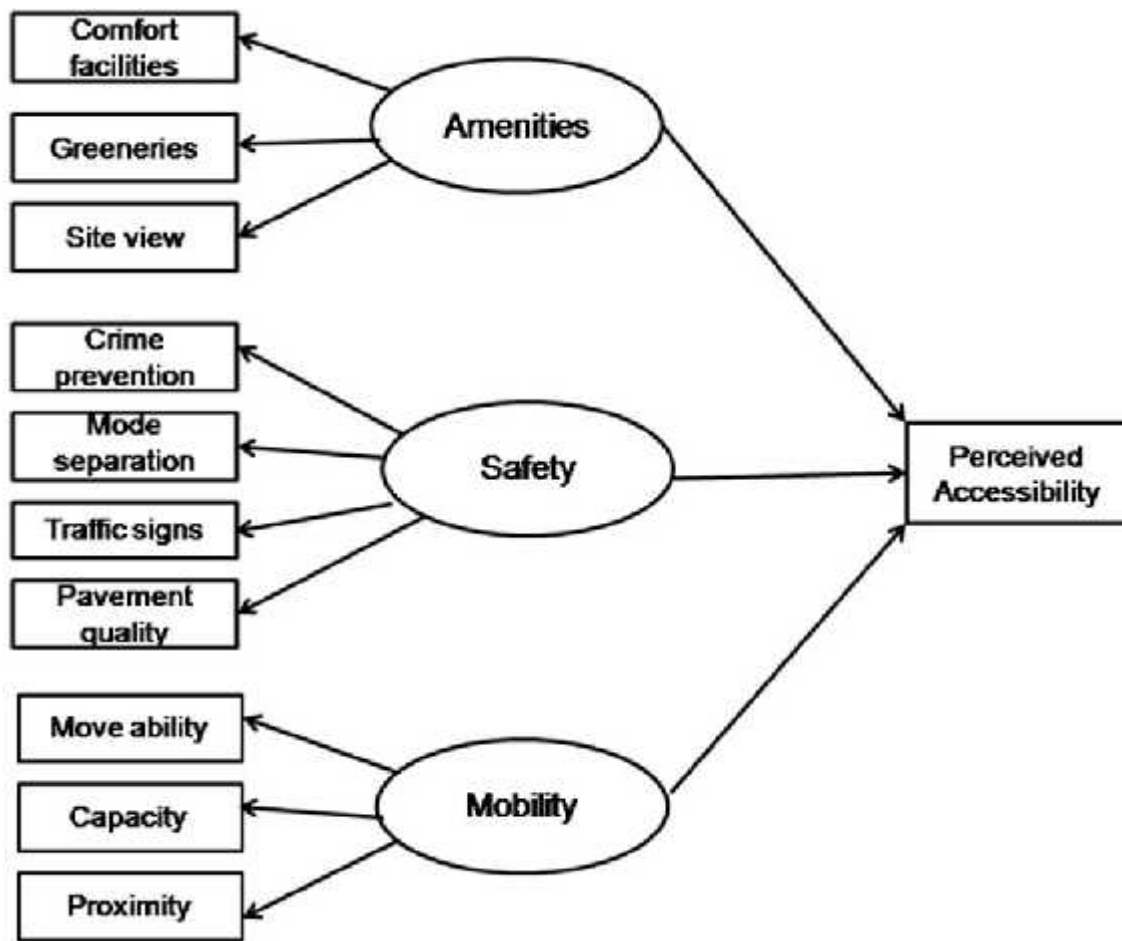 Comfort
facilities
Greeneries
Site view
Amenities
Crime
prevention
Mode
separation
Traffic signs
Pavement
quality
Safety
Perceived
Accessibility
Move ability
Capacity
Proximity
Mobility